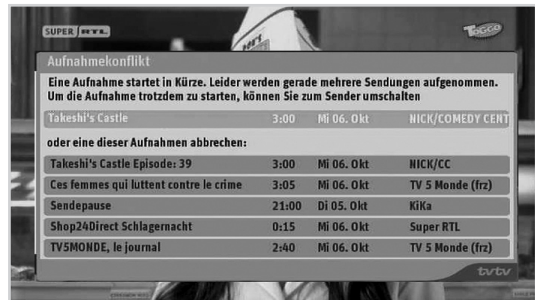 SUPER RTL
TOGGO
Aufnahmekonflikt
Eine Aufnahme startet in Kürze. Leider werden gerade mehrere Sendungen aufgenommen.
Um die Aufnahme trotzdem zu starten, können Sie zum Sender umschalten
Takeshi's Castle 3:00 Mi 06. Okt NICK/COMEDY CENT
oder eine dieser Aufnahmen abbrechen:
Takeshi's Castle Episode: 39 3:00 Mi 06. Okt NICK/CC
Ces femmes qui luttent contre le crime 3:05 Mi 06. Okt TV 5 Monde (frz)
Sendepause 21:00 Di 05. Okt KiKa
Shop24Direct Schlagernacht 0:15 Mi 06. Okt Super RTL
TV5MONDE, le journal 2:40 Mi 06. Okt TV 5 Monde (frz)
tvtv